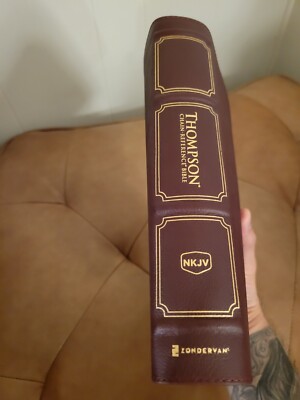 THOMPSON®
CHAIN-REFERENCE BIBLE
NKJV
ZONDERVAN®